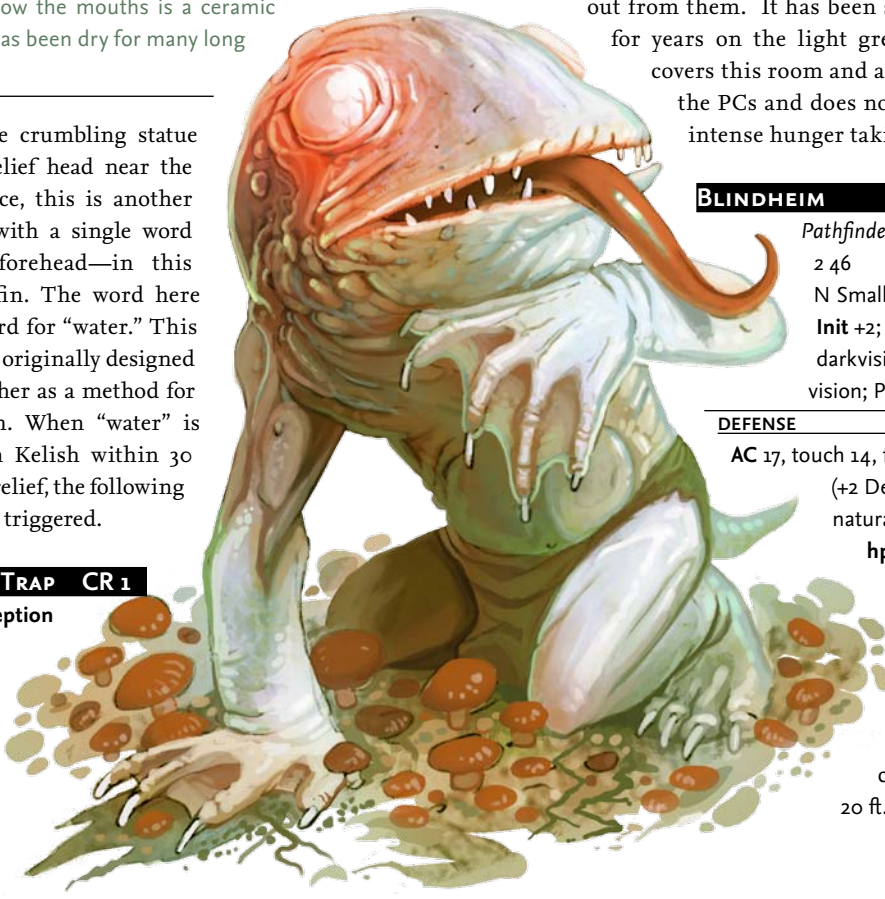 ow the mouths is a ceramic
as been dry for many long
e crumbling statue
elief head near the
ce, this is another
with a single word
forehead—in this
fin. The word here
rd for “water.” This
originally designed
her as a method for
n. When “water” is
n Kelish within 30
relief, the following
triggered.
Trap CR 1
eption
out from them. It has been
for years on the light gre
covers this room and a
the PCs and does no
intense hunger taki
Blindheim
Pathfinde
2 46
N Small
Init +2;
darkvisi
vision; P
DEFENSE
AC 17, touch 14,
(+2 De
natura
hp
20 ft.